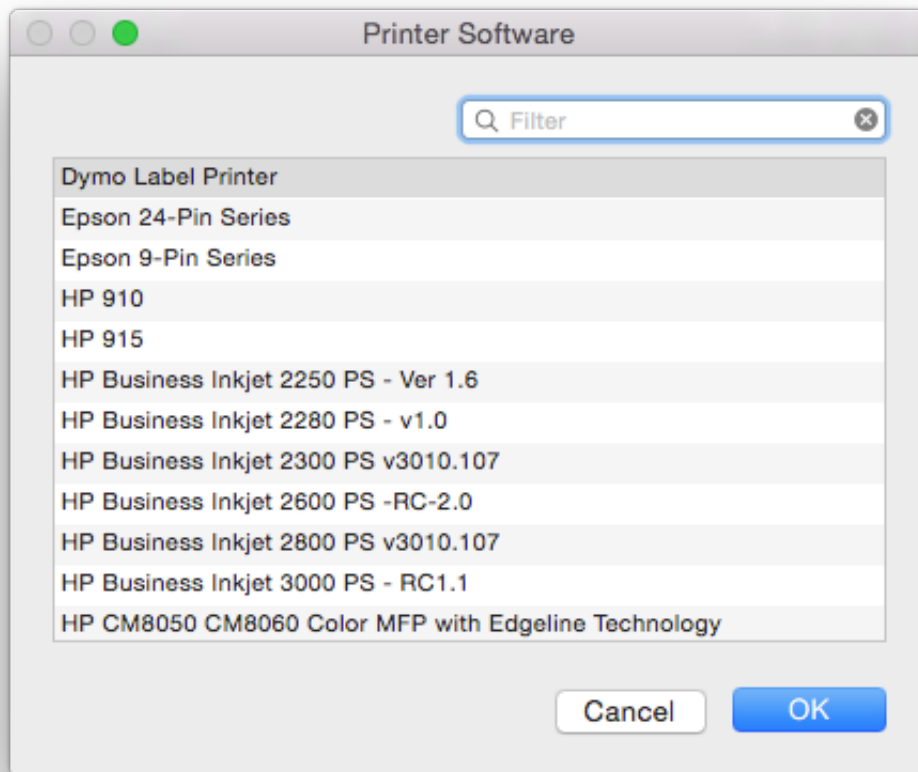 Printer Software
Filter
Dymo Label Printer
Epson 24-Pin Series
Epson 9-Pin Series
HP 910
HP 915
HP Business Inkjet 2250 PS - Ver 1.6
HP Business Inkjet 2280 PS - v1.0
HP Business Inkjet 2300 PS v3010.107
HP Business Inkjet 2600 PS -RC-2.0
HP Business Inkjet 2800 PS v3010.107
HP Business Inkjet 3000 PS - RC1.1
HP CM8050 CM8060 Color MFP with Edgeline Technology
Cancel OK